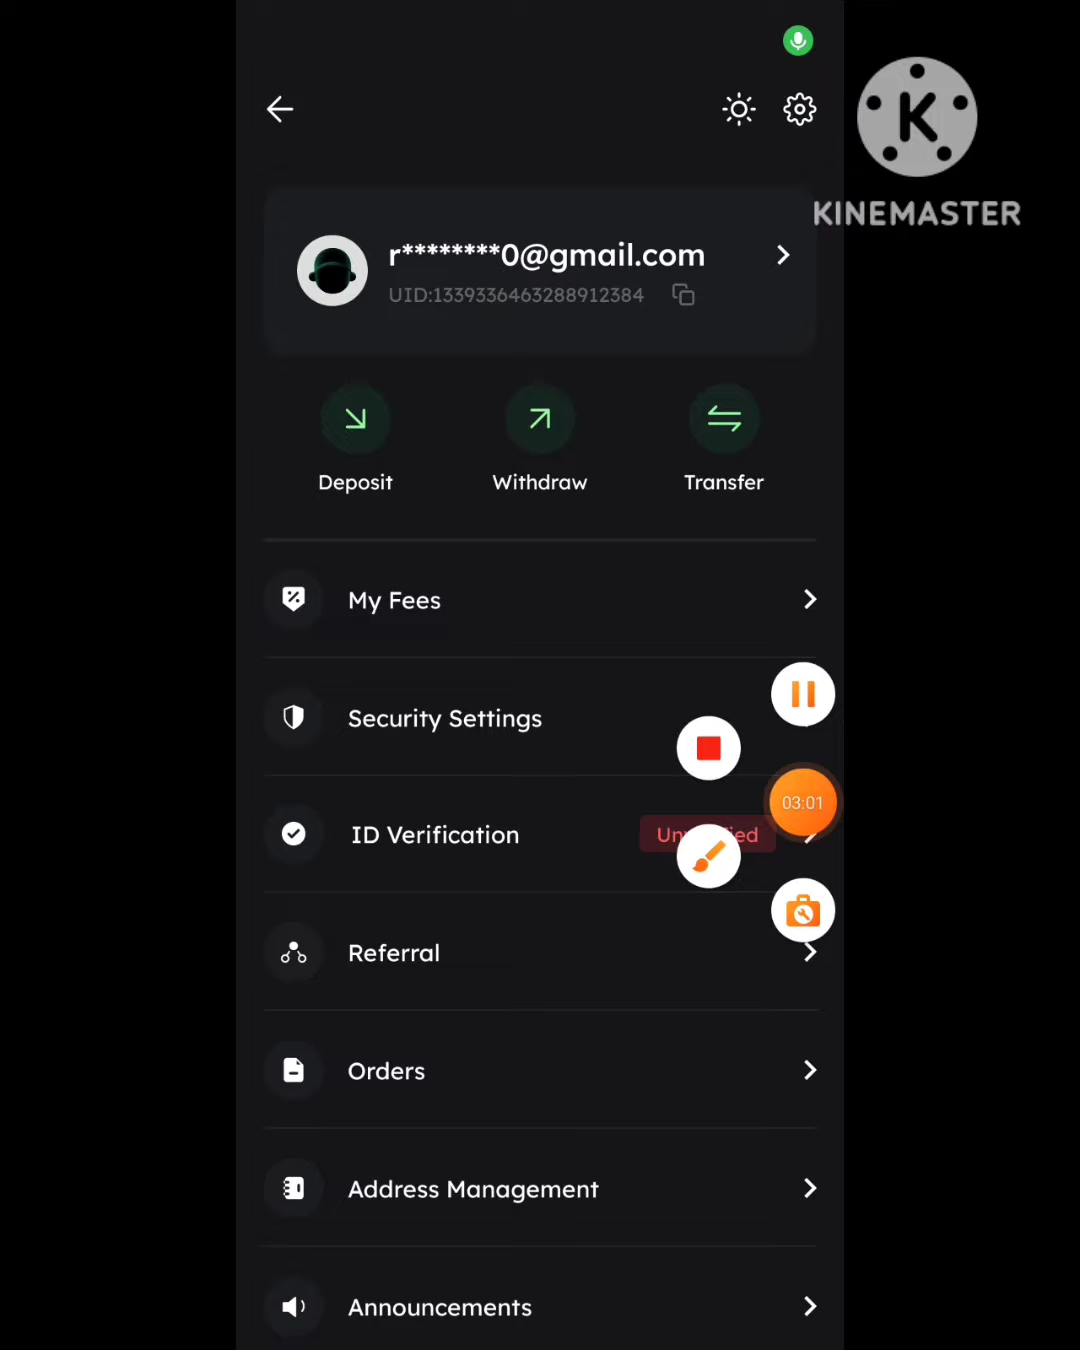 K
KINEMASTER
r********0@gmail.com
UID:1339336463288912384
Deposit
Withdraw
Transfer
My Fees
Security Settings
03:01
ID Verification
Referral
Orders
Address Management
Announcements